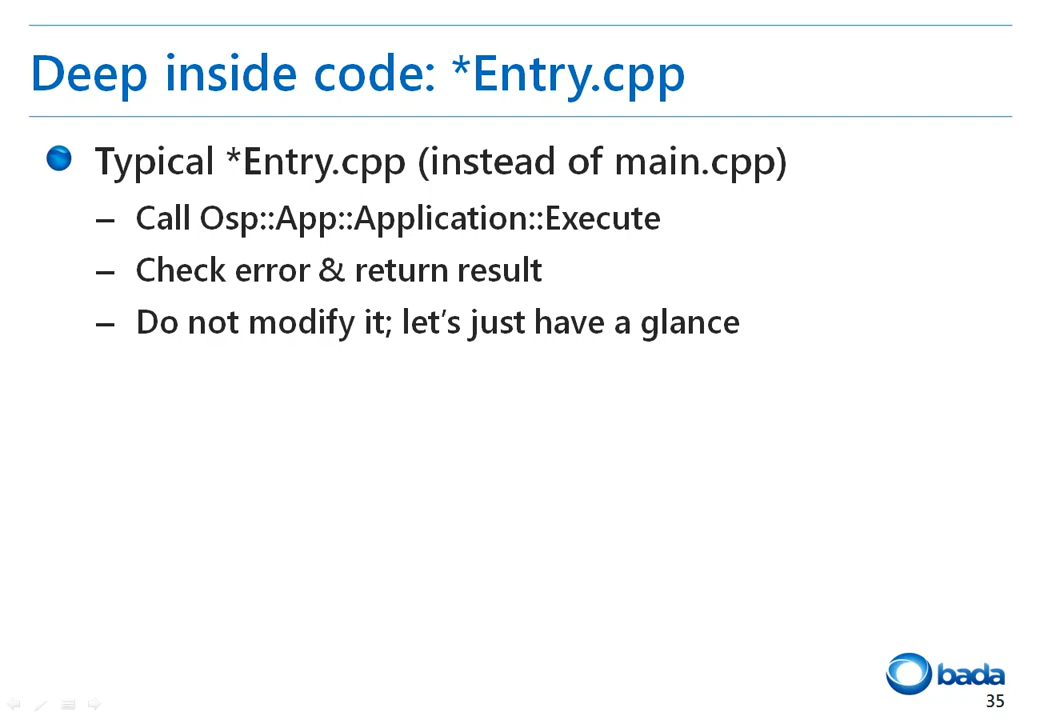 Deep inside code: *Entry.cpp
Typical *Entry.cpp (instead of main.cpp)
– Call Osp::App::Application::Execute
– Check error & return result
– Do not modify it; let’s just have a glance
bada
35